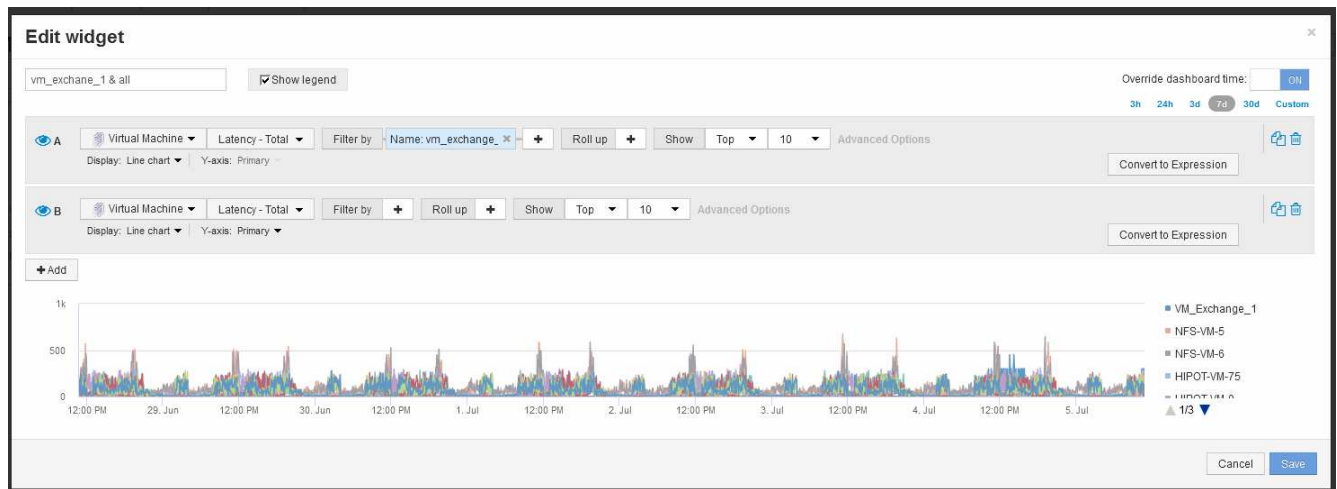 Edit widget
×
vm_exchane_1 & all
Show legend
Override dashboard time:
ON
3h 24h 3d 7d 30d Custom
A Virtual Machine Latency - Total Filter by Name: vm_exchange_ × + Roll up + Show Top 10 Advanced Options
Display: Line chart Y-axis: Primary
Convert to Expression
B Virtual Machine Latency - Total Filter by + Roll up + Show Top 10 Advanced Options
Display: Line chart Y-axis: Primary
Convert to Expression
+ Add
1k
500
0
12:00 PM 29. Jun 12:00 PM 30. Jun 12:00 PM 1. Jul 12:00 PM 2. Jul 12:00 PM 3. Jul 12:00 PM 4. Jul 12:00 PM 5. Jul
VM_Exchange_1
NFS-VM-5
NFS-VM-6
HIPOT-VM-75
1/3
Cancel Save